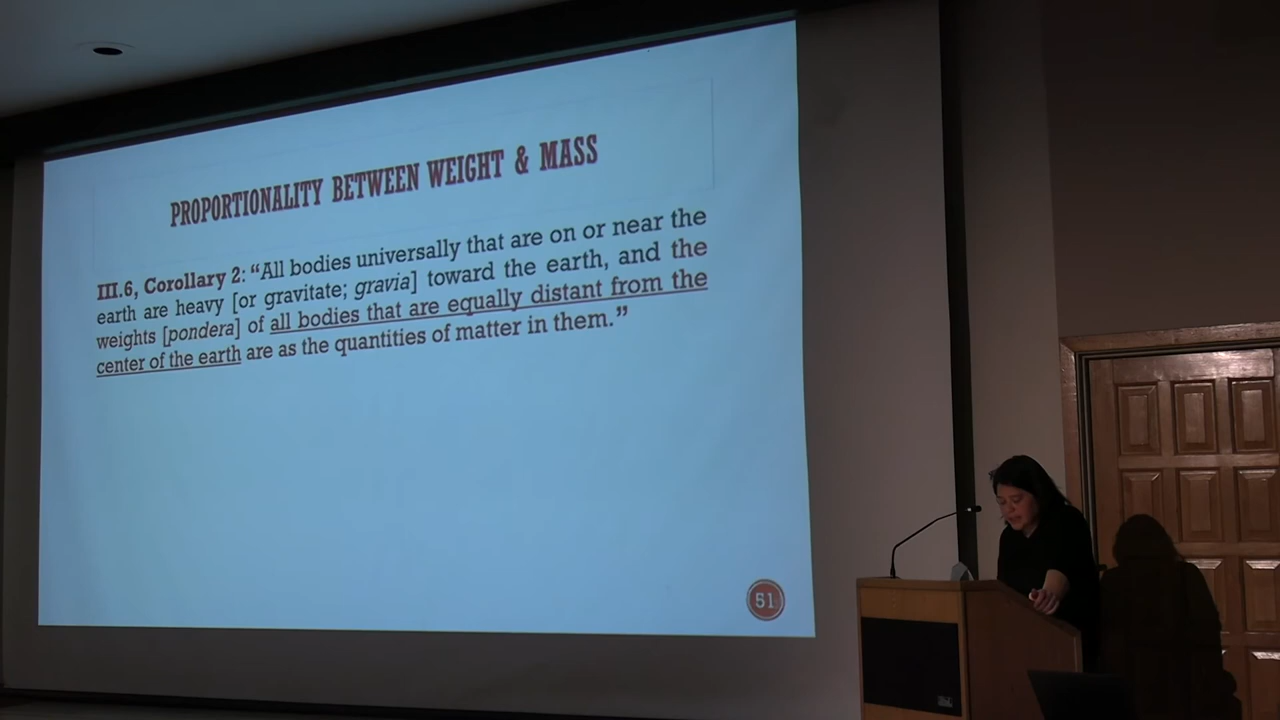 PROPORTIONALITY BETWEEN WEIGHT & MASS
III.6, Corollary 2: “All bodies universally that are on or near the
earth are heavy [or gravitate; gravia] toward the earth, and the
weights [pondera] of all bodies that are equally distant from the
center of the earth are as the quantities of matter in them.”
51